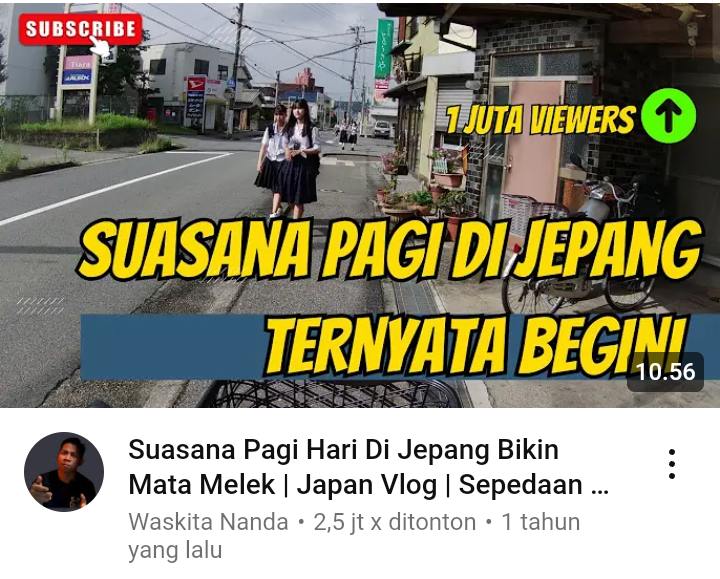 SUBSCRIBE
Tiara
1 JUTA VIEWERS
SUASANA PAGI DI JEPANG
TERNYATA BEGINI
10.56
Suasana Pagi Hari Di Jepang Bikin
Mata Melek | Japan Vlog | Sepedaan ...
Waskita Nanda • 2,5 jt x ditonton • 1 tahun
yang lalu